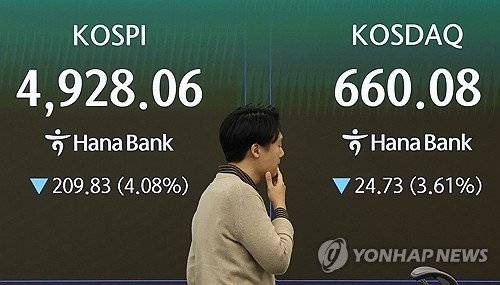 KOSPI
4,928.06
Hana Bank
▼ 209.83 (4.08%)
KOSDAQ
660.08
Hana Bank
▼ 24.73 (3.61%)
YONHAP NEWS